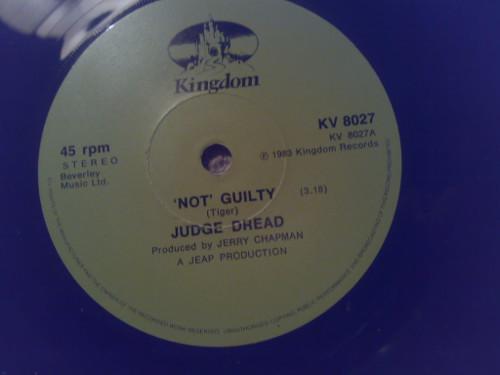 Kingdom
KV 8027
KV 8027A
45 rpm
STEREO
Beverley
Music Ltd.
℗ 1983 Kingdom Records
'NOT' GUILTY (3.18)
(Tiger)
JUDGE DHEAD
Produced by JERRY CHAPMAN
A JEAP PRODUCTION